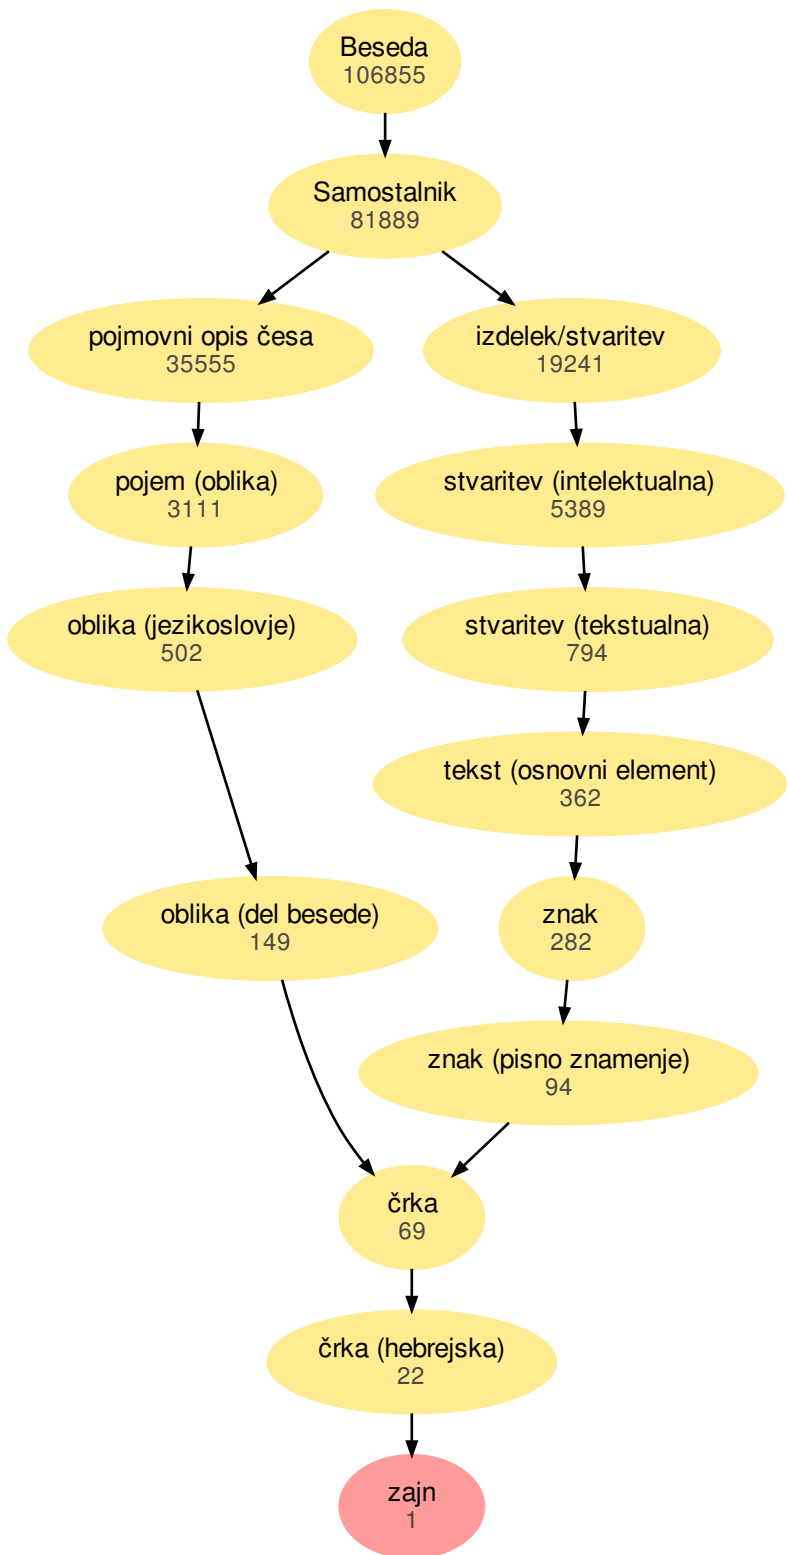 Beseda
106855
Samostalnik
81889
pojmovni opis česa
35555
izdelek/stvaritev
19241
pojem (oblika)
3111
stvaritev (intelektualna)
5389
oblika (jezikoslovje)
502
stvaritev (tekstualna)
794
tekst (osnovni element)
362
oblika (del besede)
149
znak
282
znak (pisno znamenje)
94
črka
69
črka (hebrejska)
22
zajn
1